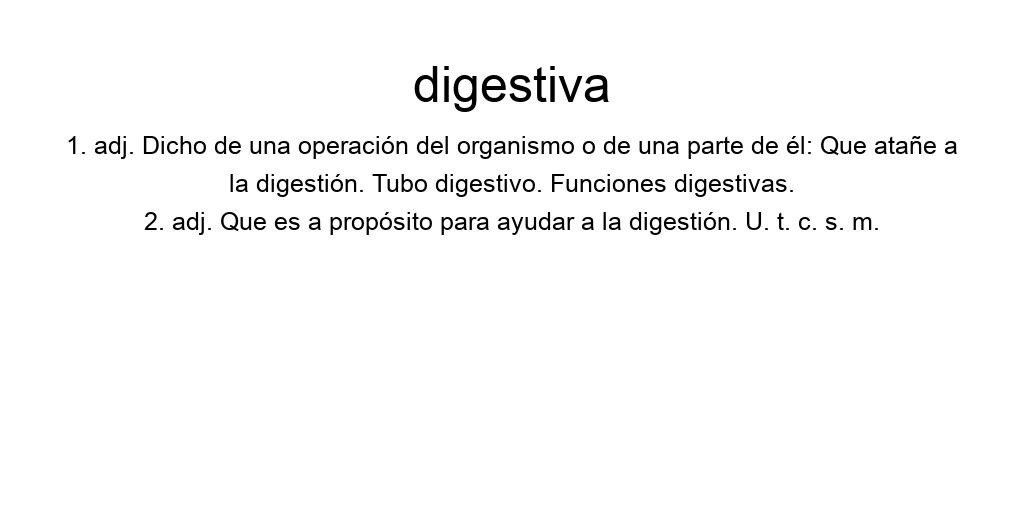 digestiva
1. adj. Dicho de una operación del organismo o de una parte de él: Que atañe a
la digestión. Tubo digestivo. Funciones digestivas.
2. adj. Que es a propósito para ayudar a la digestión. U. t. c. s. m.